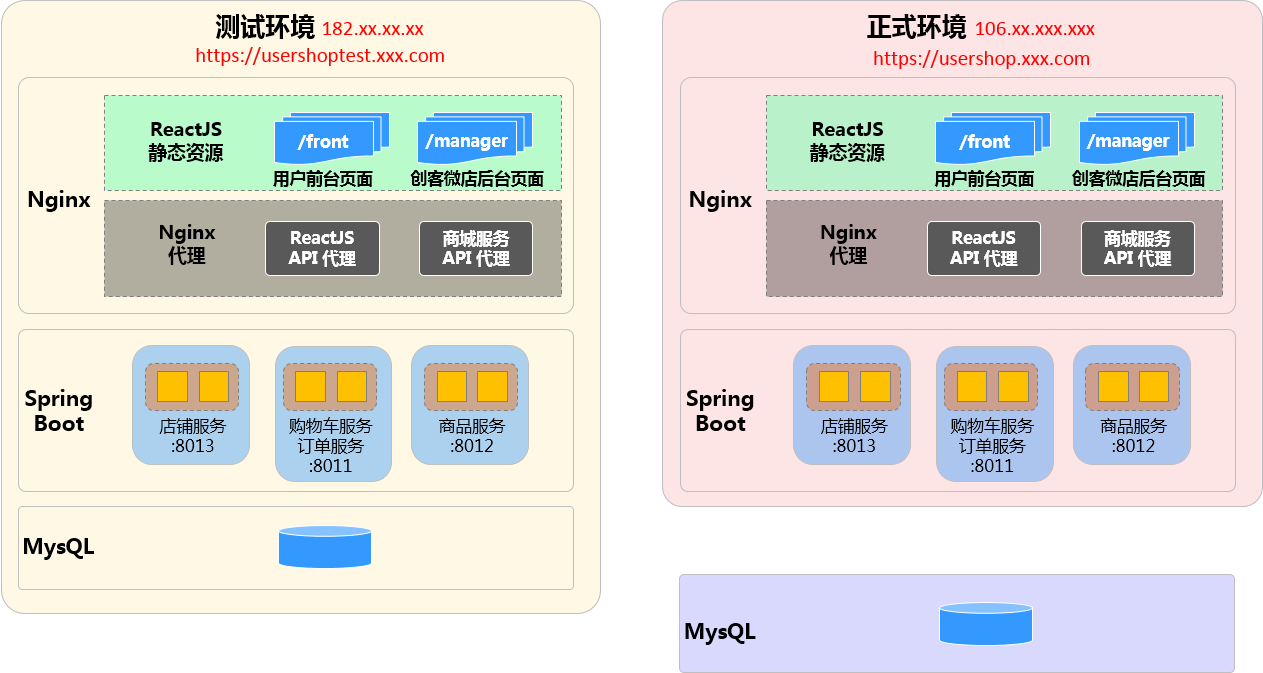 测试环境 182.xx.xx.xx
https://usershoptest.xxx.com
Nginx
ReactJS
静态资源
/front
用户前台页面
/manager
创客微店后台页面
Nginx
代理
ReactJS
API 代理
商城服务
API 代理
Spring
Boot
店铺服务
:8013
购物车服务
订单服务
:8011
商品服务
:8012
MysQL
正式环境 106.xx.xxx.xxx
https://usershop.xxx.com
Nginx
ReactJS
静态资源
/front
用户前台页面
/manager
创客微店后台页面
Nginx
代理
ReactJS
API 代理
商城服务
API 代理
Spring
Boot
店铺服务
:8013
购物车服务
订单服务
:8011
商品服务
:8012
MysQL